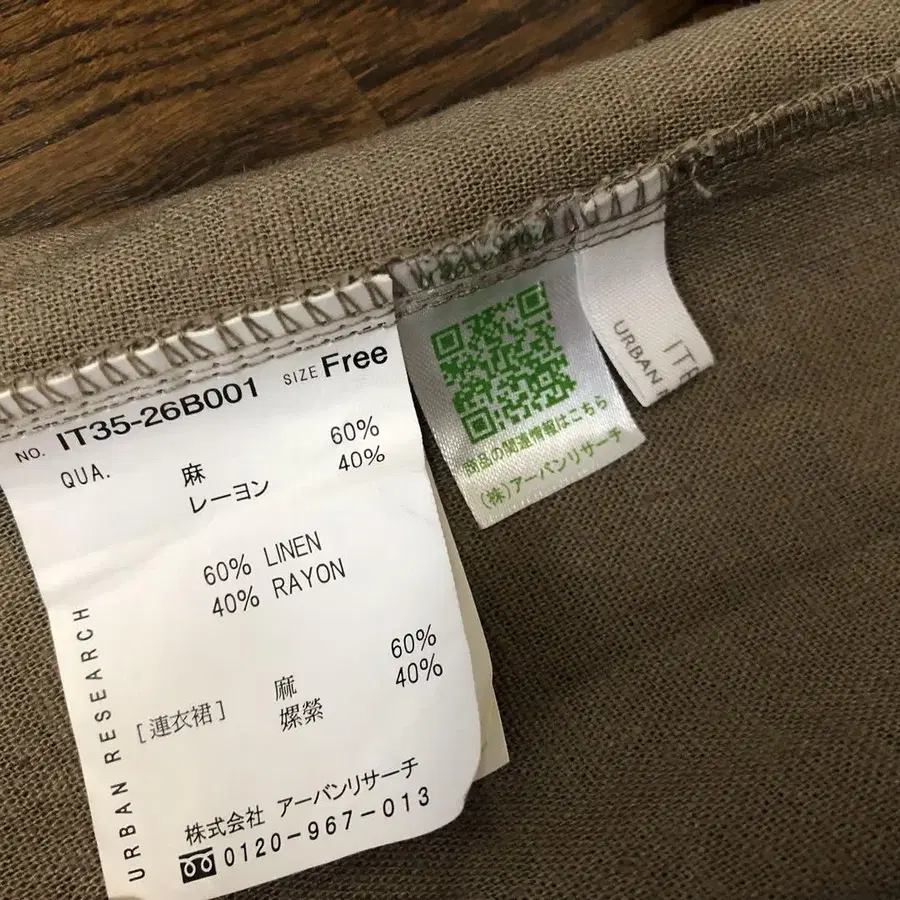 NO. IT35-26B001 SIZE Free
QUA. 麻 60%
レーヨン 40%
60% LINEN
40% RAYON
[連衣裙] 麻 60%
嫘縈 40%
株式会社 アーバンリサーチ
0120-967-013
URBAN RESEARCH
商品の関連情報はこちら
(株)アーバンリサーチ
URBAN